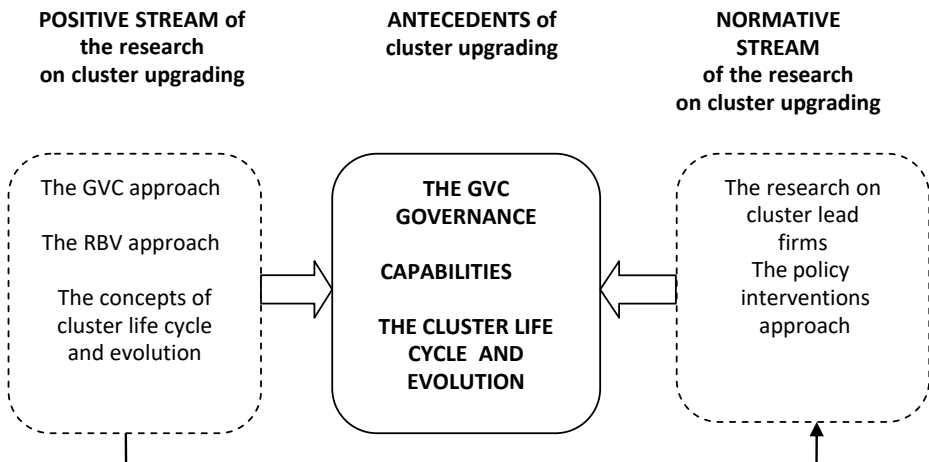 POSITIVE STREAM of
the research
on cluster upgrading
ANTECEDENTS of
cluster upgrading
NORMATIVE
STREAM
of the research
on cluster upgrading
The GVC approach
The RBV approach
The concepts of
cluster life cycle
and evolution
THE GVC
GOVERNANCE
CAPABILITIES
THE CLUSTER LIFE
CYCLE AND
EVOLUTION
The research on
cluster lead
firms
The policy
interventions
approach